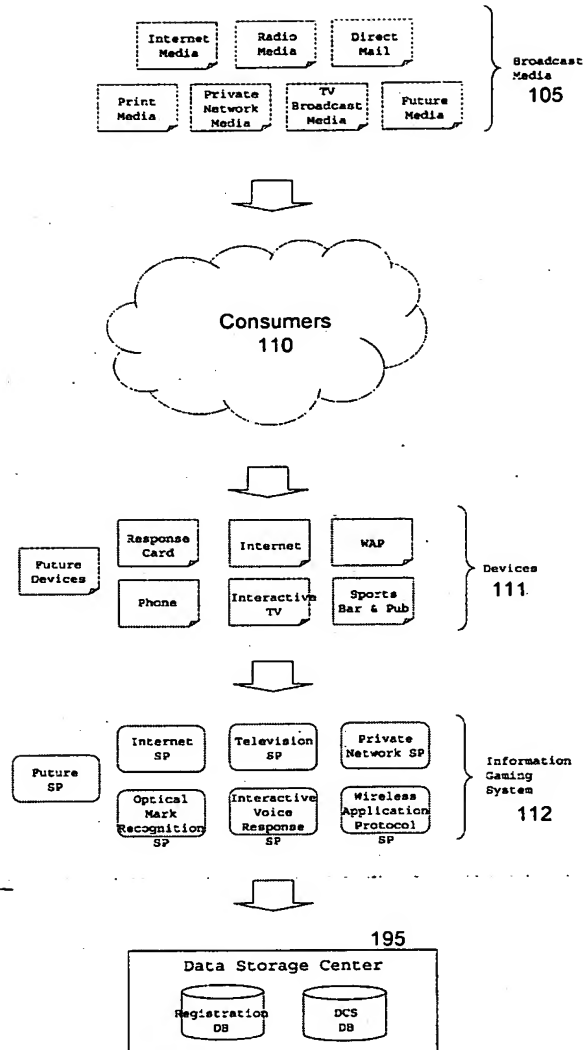 Internet
Media
Radio
Media
Direct
Mail
Print
Media
Private
Network
Media
TV
Broadcast
Media
Future
Media
Broadcast
Media
105
Consumers
110
Future
Devices
Response
Card
Internet
WAP
Phone
Interactive
TV
Sports
Bar & Pub
Devices
111
Future
SP
Internet
SP
Television
SP
Private
Network SP
Optical
Mark
Recognition
SP
Interactive
Voice
Response
SP
Wireless
Application
Protocol
SP
Information
Gaming
System
112
195
Data Storage Center
Registration
DB
DCS
DB